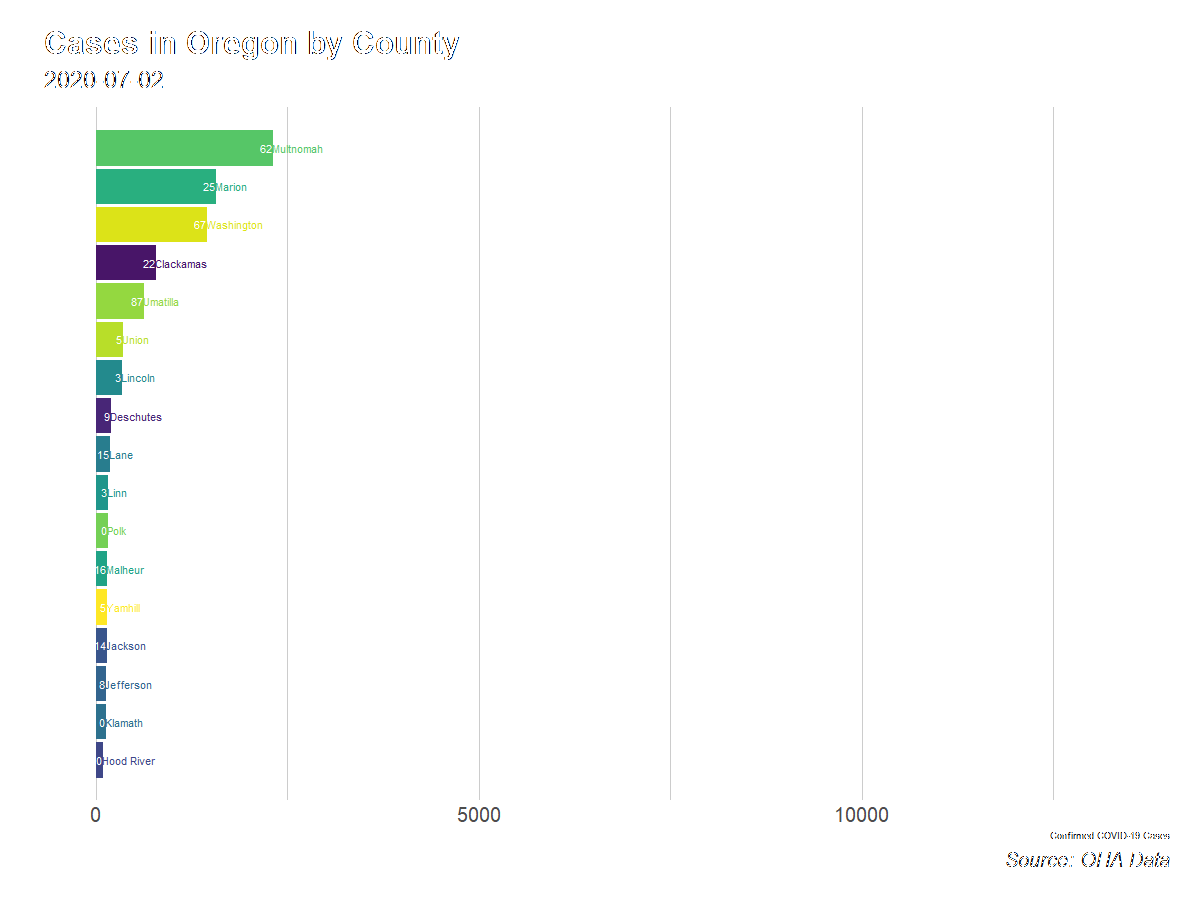 Cases in Oregon by County
2020-07-02
62Multnomah
25Marion
67Washington
22Clackamas
87Umatilla
5Union
3Lincoln
9Deschutes
15Lane
3Linn
0Polk
16Malheur
5Yamhill
14Jackson
8Jefferson
0Klamath
0Hood River
0 5000 10000
Confirmed COVID-19 Cases
Source: OHA Data